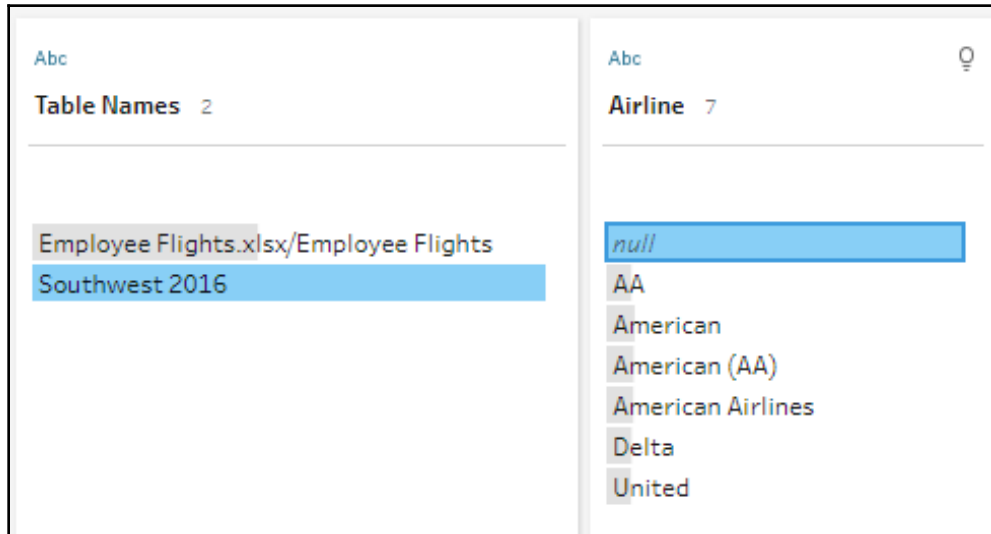 Abc
Table Names 2
Employee Flights.xlsx/Employee Flights
Southwest 2016
Abc
Airline 7
null
AA
American
American (AA)
American Airlines
Delta
United